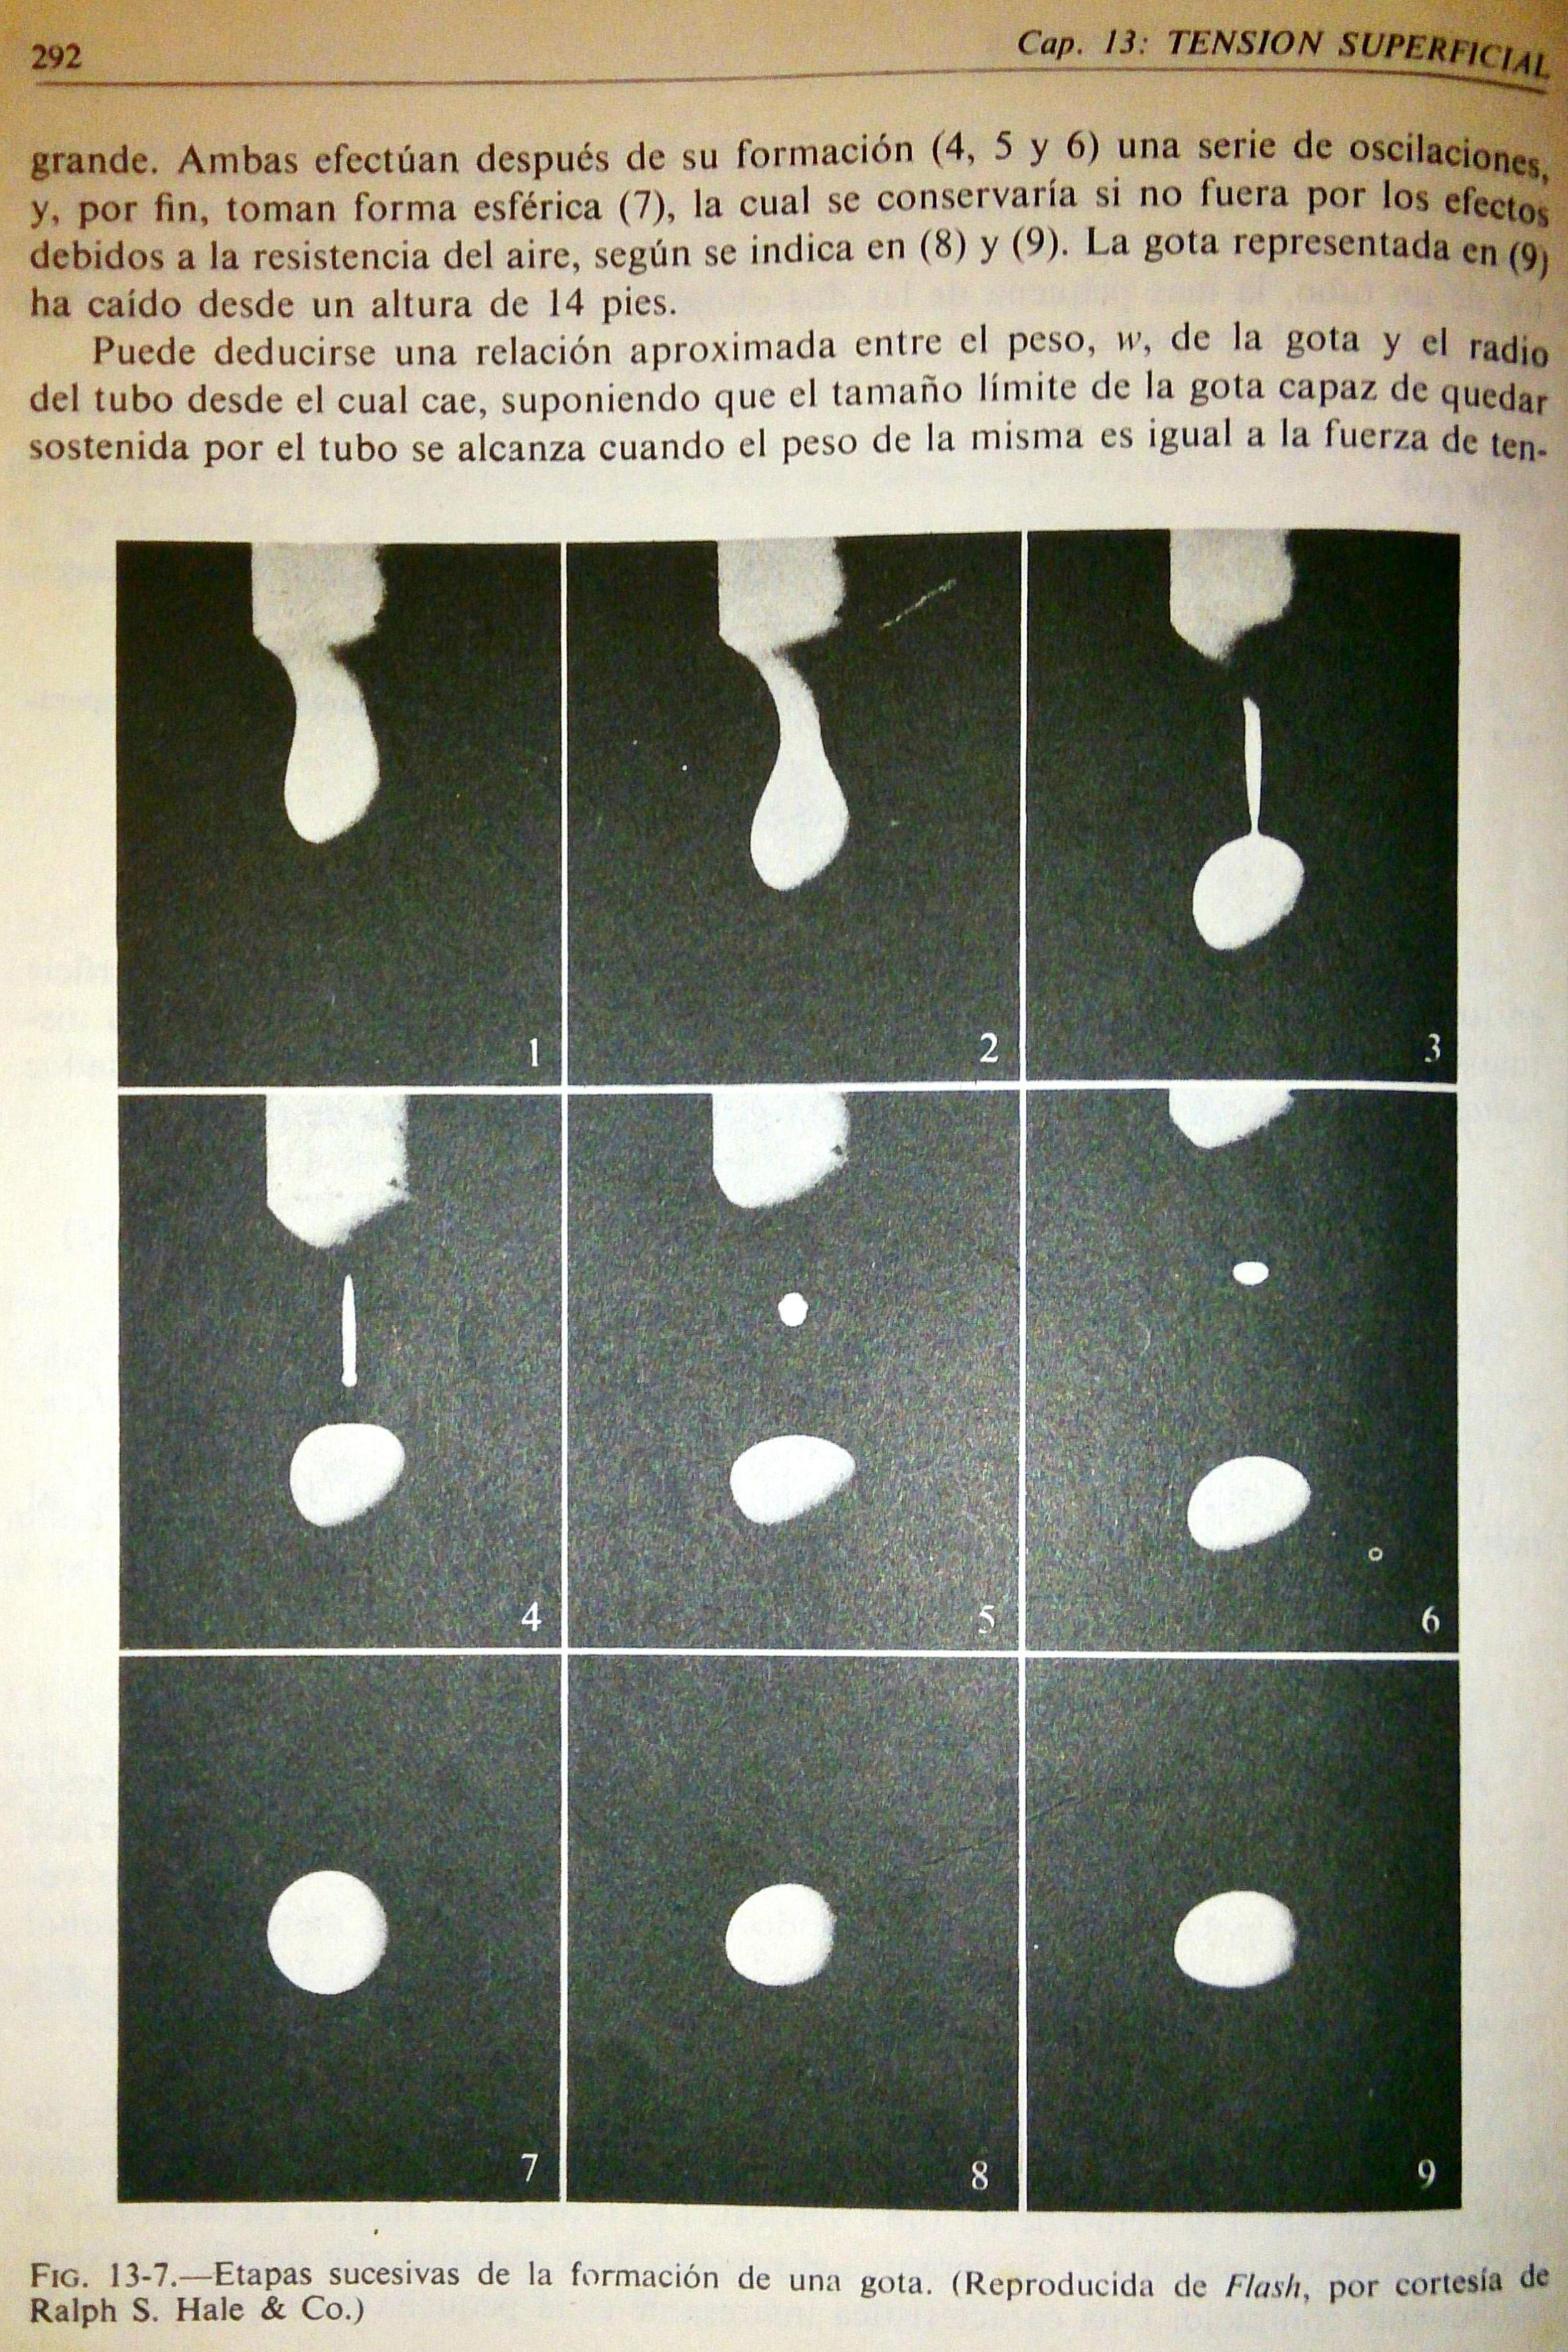 292
Cap. 13: TENSION SUPERFICIAL
grande. Ambas efectúan después de su formación (4, 5 y 6) una serie de oscilaciones,
y, por fin, toman forma esférica (7), la cual se conservaría si no fuera por los efectos
debidos a la resistencia del aire, según se indica en (8) y (9). La gota representada en (9)
ha caído desde un altura de 14 pies.
Puede deducirse una relación aproximada entre el peso, w, de la gota y el radio
del tubo desde el cual cae, suponiendo que el tamaño límite de la gota capaz de quedar
sostenida por el tubo se alcanza cuando el peso de la misma es igual a la fuerza de ten-
1
2
3
4
5
6
7
8
9
FIG. 13-7.—Etapas sucesivas de la formación de una gota. (Reproducida de Flash, por cortesía de
Ralph S. Hale & Co.)